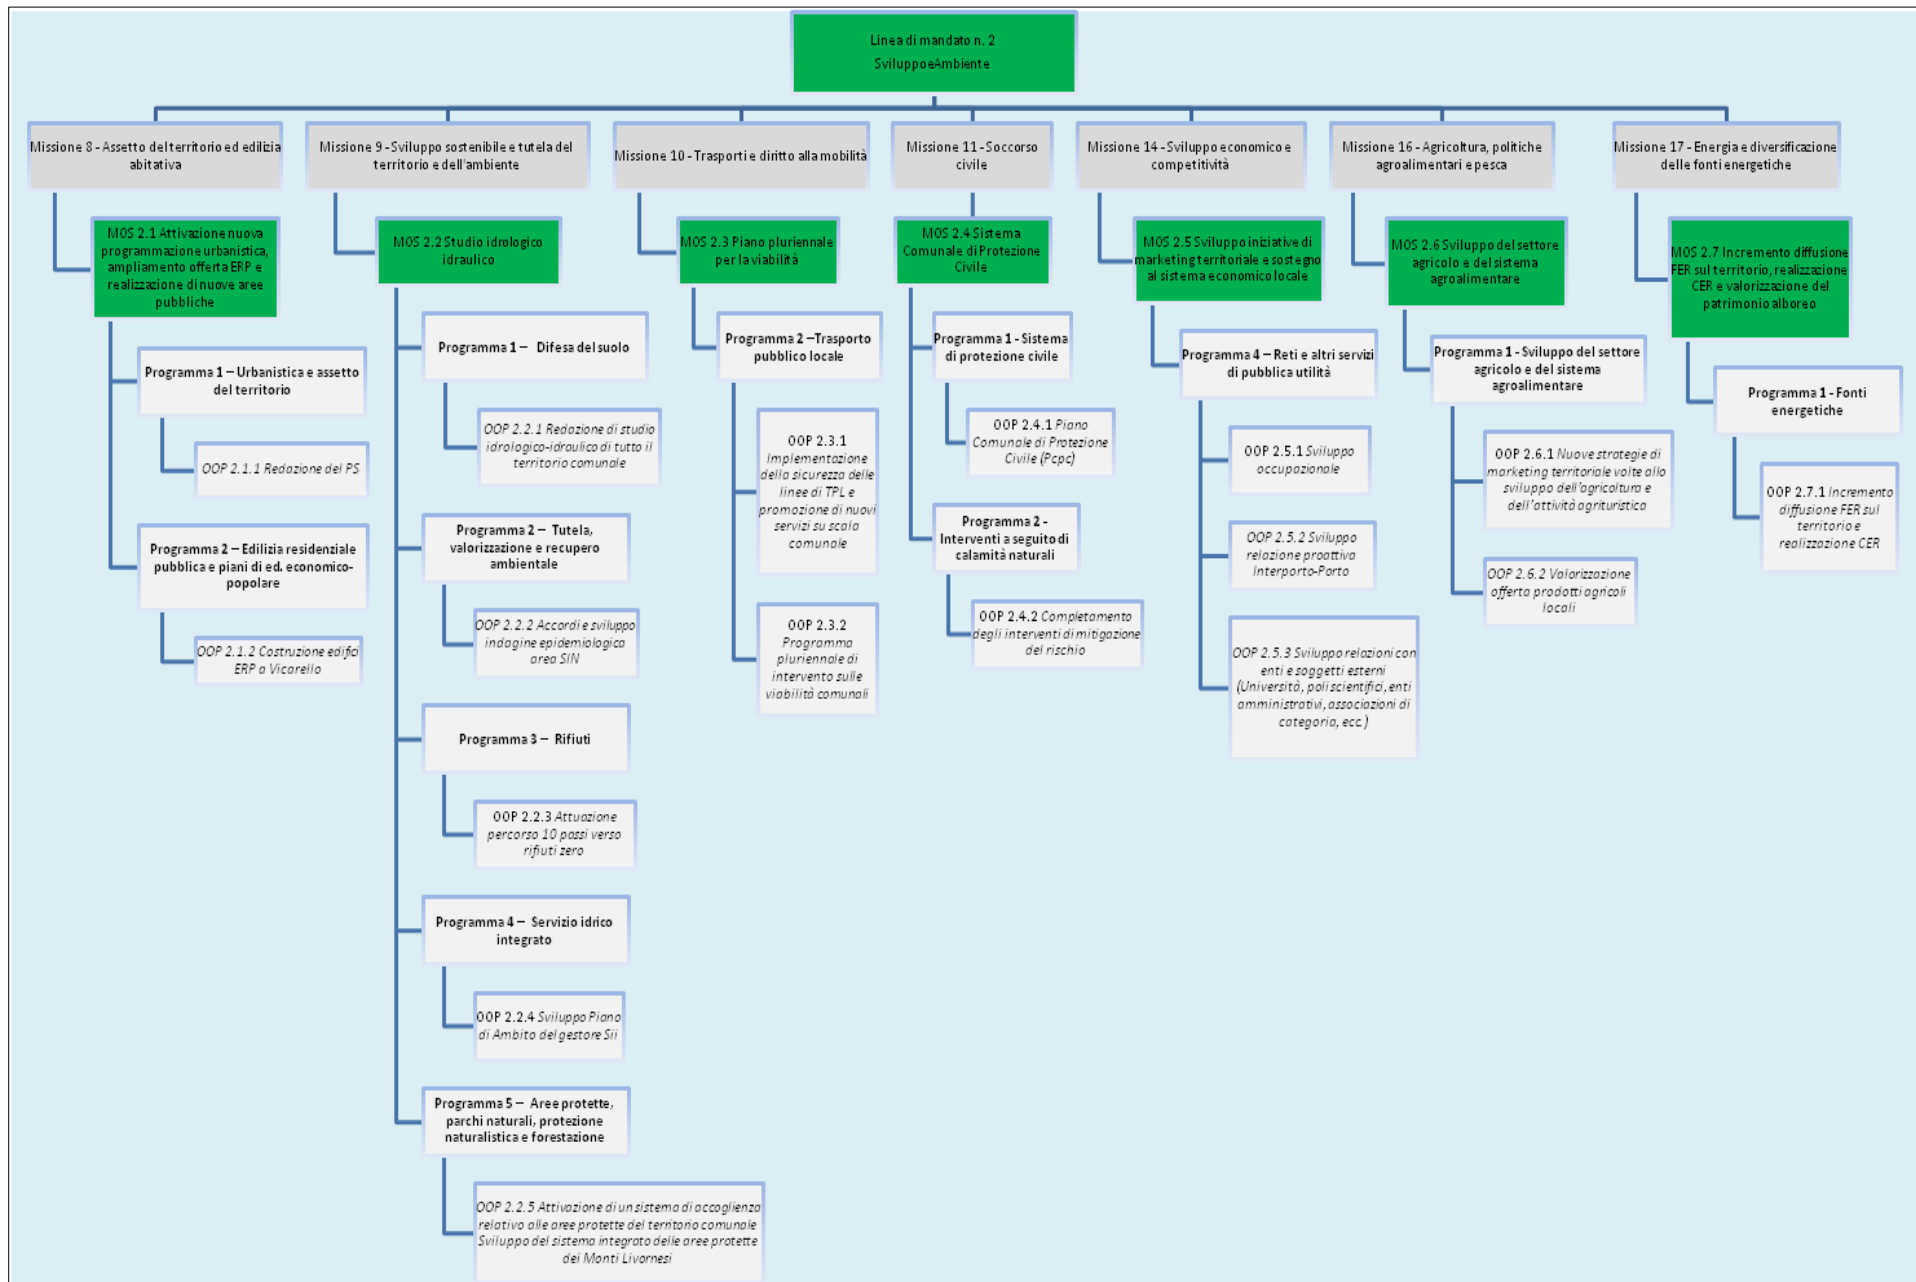 Linea di mandato n. 2
SviluppoeAmbiente
Missione 8 - Assetto del territorio ed edilizia
abitativa
Missione 9 - Sviluppo sostenibile e tutela del
territorio e dell'ambiente
Missione 10 - Trasporti e diritto alla mobilità
Missione 11 - Soccorso
civile
Missione 14 - Sviluppo economico e
competitività
Missione 16 - Agricoltura, politiche
agroalimentari e pesca
Missione 17 - Energia e diversificazione
delle fonti energetiche
MOS 2.1 Attivazione nuova
programmazione urbanistica,
ampliamento offerta ERP e
realizzazione di nuove aree
pubbliche
Programma 1 – Urbanistica e assetto
del territorio
OOP 2.1.1 Redazione del PS
Programma 2 – Edilizia residenziale
pubblica e piani di ed. economico-
popolare
OOP 2.1.2 Costruzione edifici
ERP a Vicarello
MOS 2.2 Studio idrologico
idraulico
Programma 1 – Difesa del suolo
OOP 2.2.1 Redazione di studio
idrologico-idraulico di tutto il
territorio comunale
Programma 2 – Tutela,
valorizzazione e recupero
ambientale
OOP 2.2.2 Accordi e sviluppo
indagine epidemiologica
area SIN
Programma 3 – Rifiuti
OOP 2.2.3 Attuazione
percorso 10 passi verso
rifiuti zero
Programma 4 – Servizio idrico
integrato
OOP 2.2.4 Sviluppo Piano
di Ambito del gestore Sii
Programma 5 – Aree protette,
parchi naturali, protezione
naturalistica e forestazione
OOP 2.2.5 Attivazione di un sistema di accoglienza
relativo alle aree protette del territorio comunale
Sviluppo del sistema integrato delle aree protette
dei Monti Livornesi
MOS 2.3 Piano pluriennale
per la viabilità
Programma 2 –Trasporto
pubblico locale
OOP 2.3.1
Implementazione
della sicurezza delle
linee di TPL e
promozione di nuovi
servizi su scala
comunale
OOP 2.3.2
Programma
pluriennale di
intervento sulle
viabilità comunali
MOS 2.4 Sistema
Comunale di Protezione
Civile
Programma 1 - Sistema
di protezione civile
OOP 2.4.1 Piano
Comunale di Protezione
Civile (Pcpc)
Programma 2 -
Interventi a seguito di
calamità naturali
OOP 2.4.2 Completamento
degli interventi di mitigazione
del rischio
MOS 2.5 Sviluppo iniziative di
marketing territoriale e sostegno
al sistema economico locale
Programma 4 – Reti e altri servizi
di pubblica utilità
OOP 2.5.1 Sviluppo
occupazionale
OOP 2.5.2 Sviluppo
relazione proattiva
Interporto-Porto
OOP 2.5.3 Sviluppo relazioni con
enti e soggetti esterni
(Università, poli scientifici, enti
amministrativi, associazioni di
categoria, ecc.)
MOS 2.6 Sviluppo del settore
agricolo e del sistema
agroalimentare
Programma 1 - Sviluppo del settore
agricolo e del sistema
agroalimentare
OOP 2.6.1 Nuove strategie di
marketing territoriale volte allo
sviluppo dell'agricoltura e
dell'attività agrituristica
OOP 2.6.2 Valorizzazione
offerta prodotti agricoli
locali
MOS 2.7 Incremento diffusione
FER sul territorio, realizzazione
CER e valorizzazione del
patrimonio alboreo
Programma 1 - Fonti
energetiche
OOP 2.7.1 Incremento
diffusione FER sul
territorio e
realizzazione CER